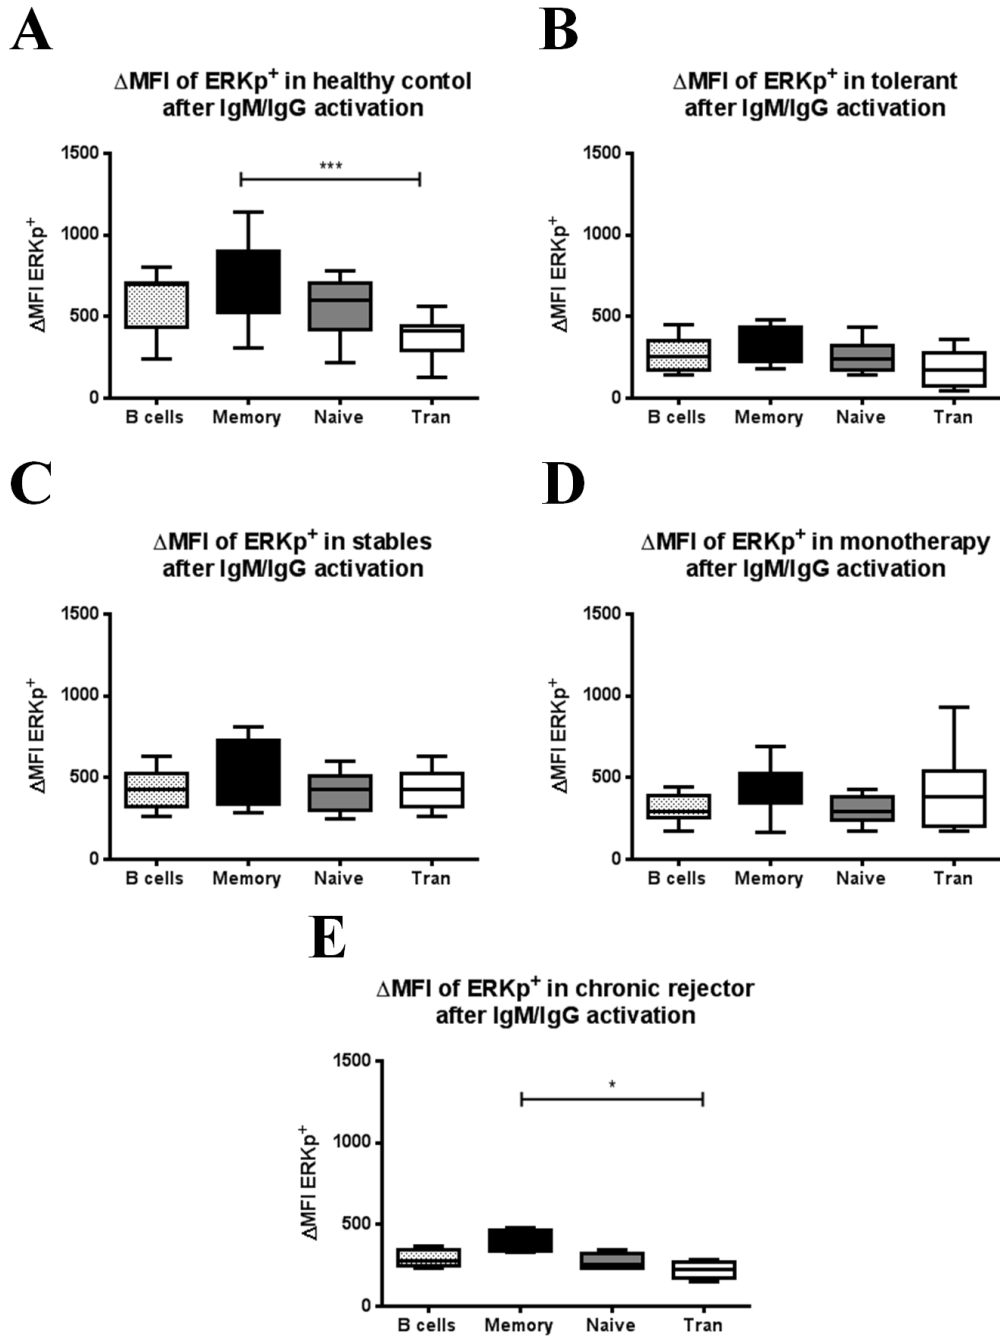 A
ΔMFI of ERKp+ in healthy contol
after IgM/IgG activation
***
1500
1000
500
0
ΔMFI ERKp+
B cells Memory Naive Tran
B
ΔMFI of ERKp+ in tolerant
after IgM/IgG activation
1500
1000
500
0
ΔMFI ERKp+
B cells Memory Naive Tran
C
ΔMFI of ERKp+ in stables
after IgM/IgG activation
1500
1000
500
0
ΔMFI ERKp+
B cells Memory Naive Tran
D
ΔMFI of ERKp+ in monotherapy
after IgM/IgG activation
1500
1000
500
0
ΔMFI ERKp+
B cells Memory Naive Tran
E
ΔMFI of ERKp+ in chronic rejector
after IgM/IgG activation
*
1500
1000
500
0
ΔMFI ERKp+
B cells Memory Naive Tran